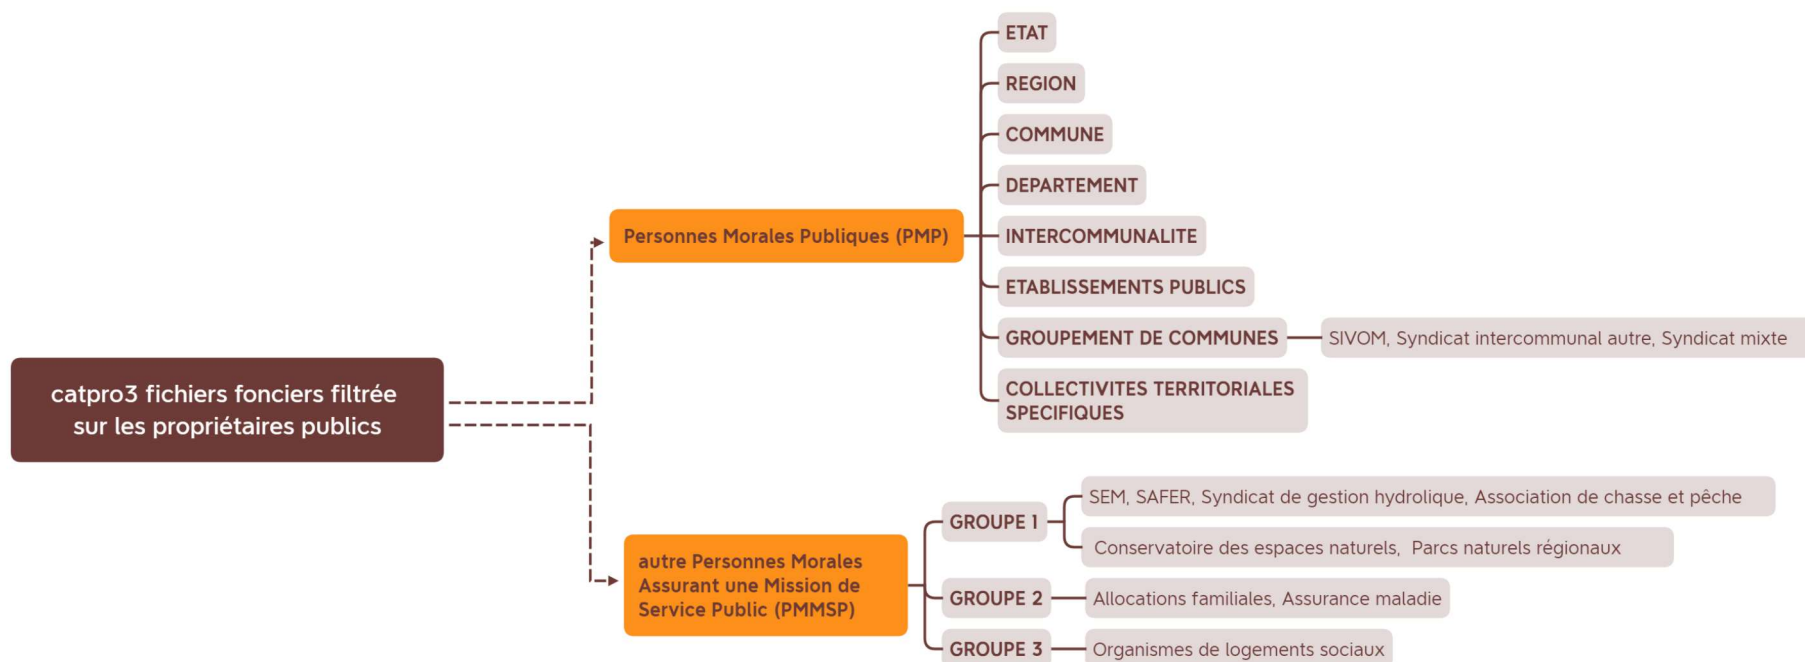 catpro3 fichiers fonciers filtrée
sur les propriétaires publics
Personnes Morales Publiques (PMP)
ETAT
REGION
COMMUNE
DEPARTEMENT
INTERCOMMUNALITE
ETABLISSEMENTS PUBLICS
GROUPEMENT DE COMMUNES
SIVOM, Syndicat intercommunal autre, Syndicat mixte
COLLECTIVITES TERRITORIALES
SPECIFIQUES
autre Personnes Morales
Assurant une Mission de
Service Public (PMMSP)
GROUPE 1
SEM, SAFER, Syndicat de gestion hydrolique, Association de chasse et pêche
Conservatoire des espaces naturels, Parcs naturels régionaux
GROUPE 2
Allocations familiales, Assurance maladie
GROUPE 3
Organismes de logements sociaux